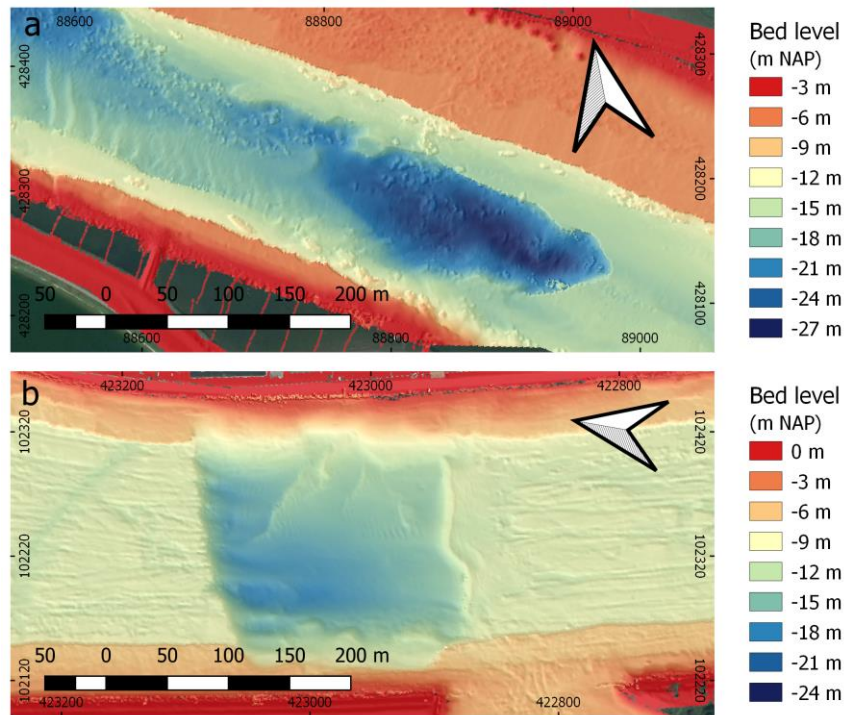 a
88600
88800
89000
428400
428300
428300
428200
428200
428100
50 0 50 100 150 200 m
88600
88800
89000
Bed level
(m NAP)
-3 m
-6 m
-9 m
-12 m
-15 m
-18 m
-21 m
-24 m
-27 m
b
423200
423000
422800
102320
102420
102220
102320
102120
102220
50 0 50 100 150 200 m
423200
423000
422800
Bed level
(m NAP)
0 m
-3 m
-6 m
-9 m
-12 m
-15 m
-18 m
-21 m
-24 m